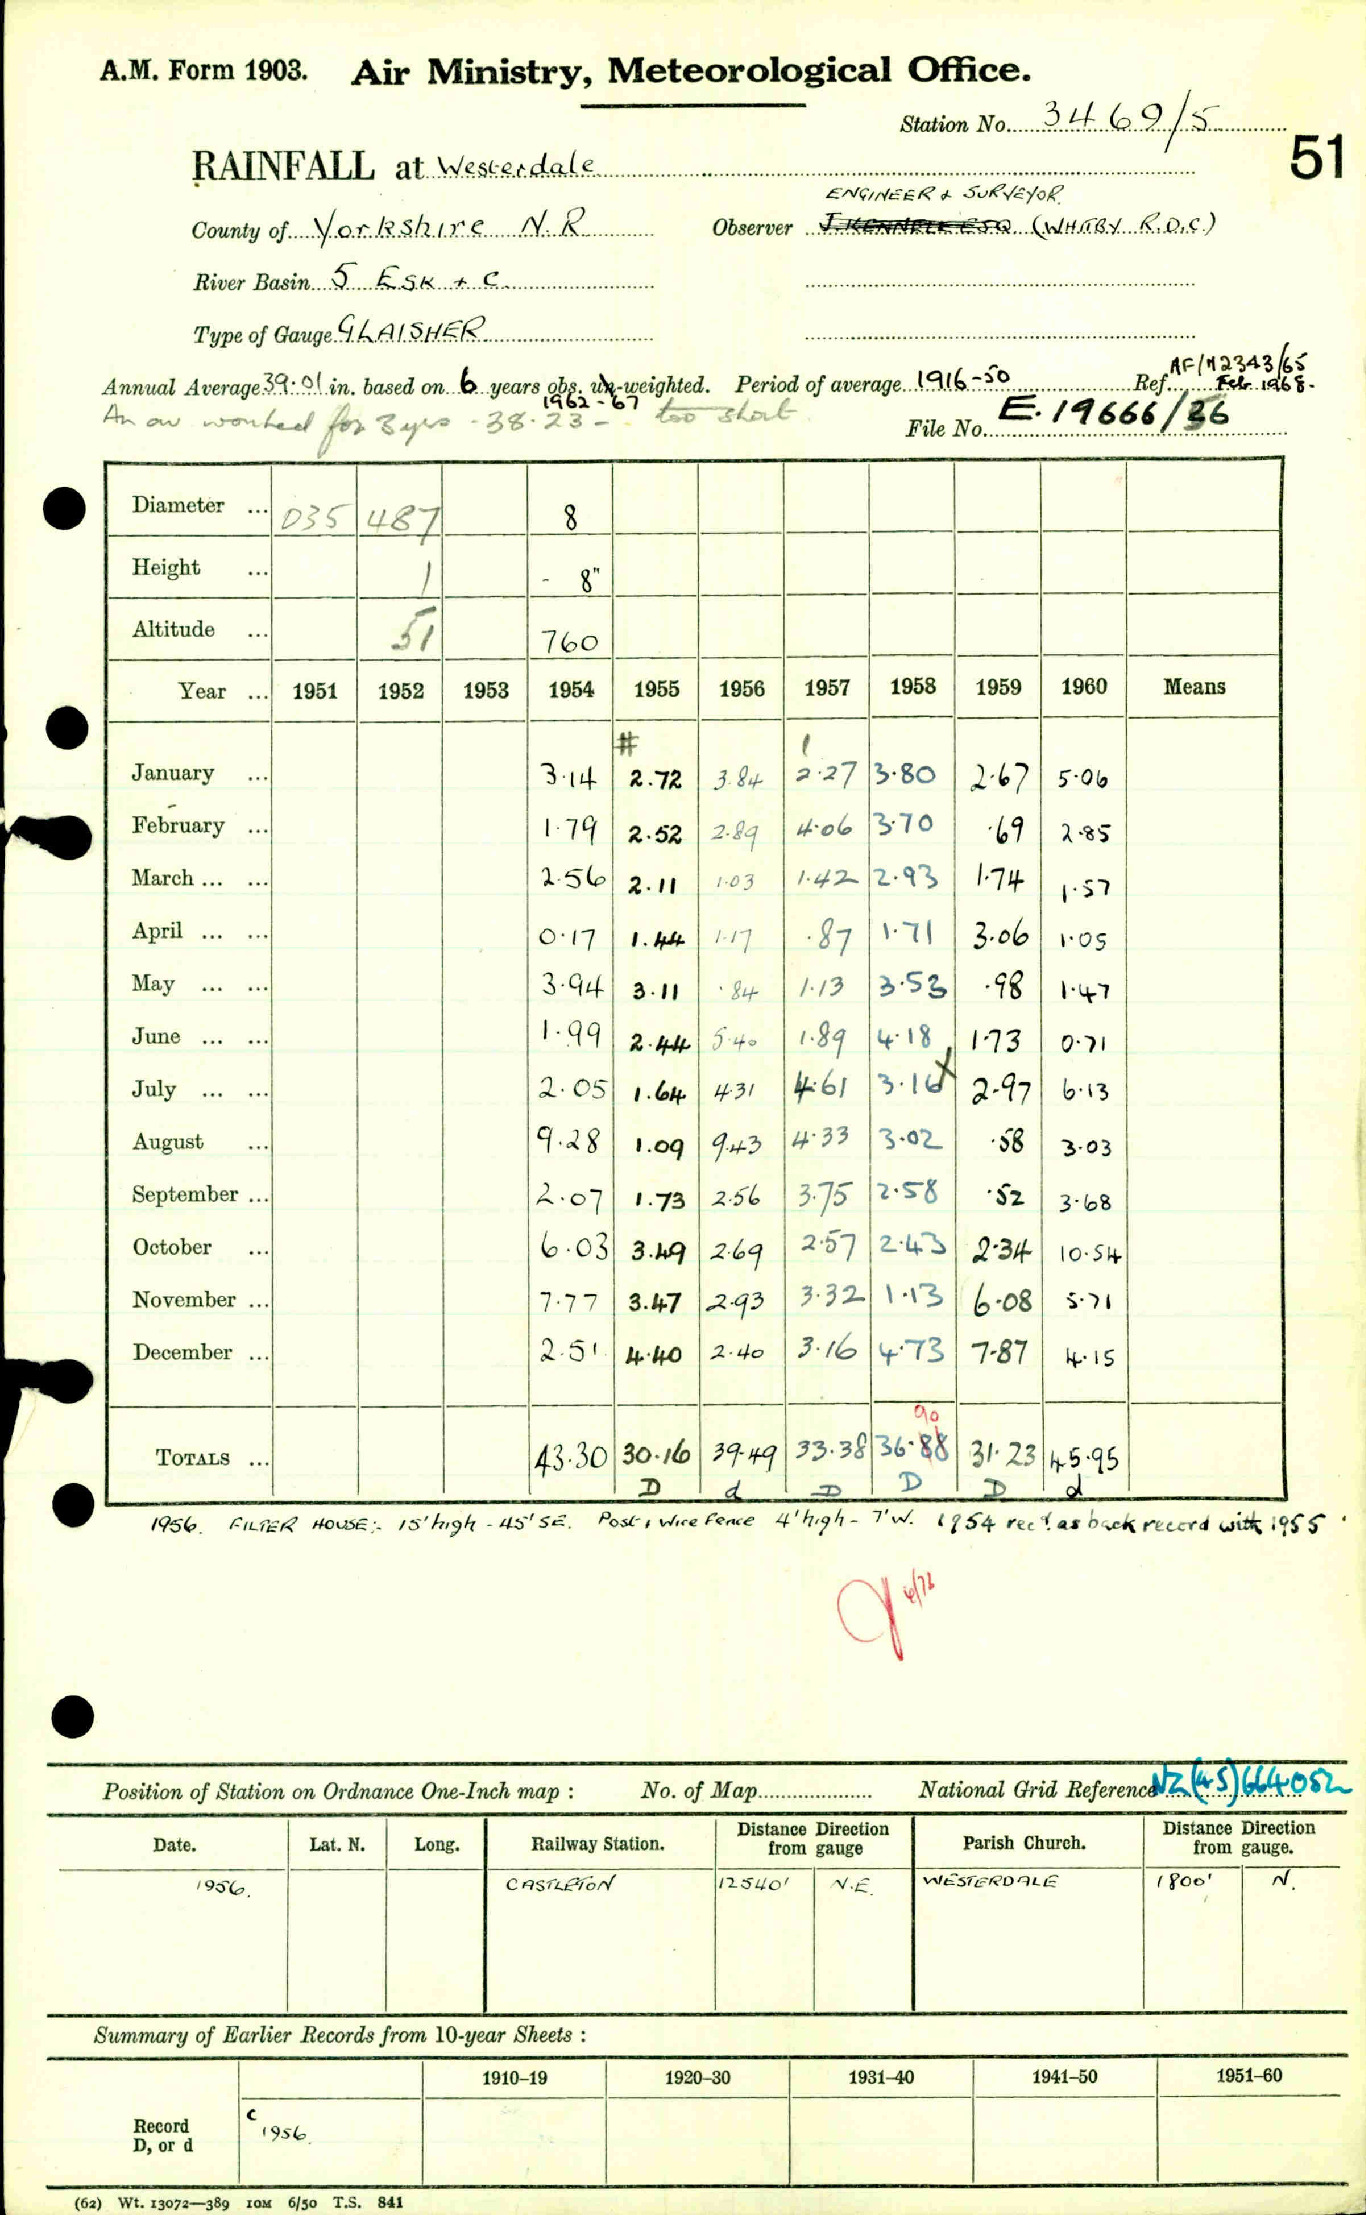 A.M. Form 1903. Air Ministry, Meteorological Office.
Station No. 3469/5
51
RAINFALL at Westerdale
ENGINEER & SURVEYOR
County of Yorkshire N.R Observer (WHITBY R.D.C.)
River Basin 5 ESK + C
Type of Gauge GLAISHER
AF/M2343/65
Annual Average 39.01 in. based on 6 years obs. un-weighted. Period of average 1916-50 Ref. Feb 1968.
1962-67
An av worked for 3 yrs - 38.23 - too short
File No. E.19666/56
Diameter ... 035 487 8
Height ... 1 - 8"
Altitude ... 51 760
Year ... 1951 1952 1953 1954 1955 1956 1957 1958 1959 1960 Means
#
January ... 3.14 2.72 3.84 2.27 3.80 2.67 5.06
February ... 1.79 2.52 2.89 4.06 3.70 .69 2.85
March ... ... 2.56 2.11 1.03 1.42 2.93 1.74 1.57
April ... ... 0.17 1.44 1.17 .87 1.71 3.06 1.05
May ... ... 3.94 3.11 .84 1.13 3.53 .98 1.47
June ... ... 1.99 2.44 5.40 1.89 4.18 1.73 0.71
July ... ... 2.05 1.64 4.31 4.61 3.16 X 2.97 6.13
August ... 9.28 1.09 9.43 4.33 3.02 .58 3.03
September ... 2.07 1.73 2.56 3.75 2.58 .52 3.68
October ... 6.03 3.49 2.69 2.57 2.43 2.34 10.54
November ... 7.77 3.47 2.93 3.32 1.13 6.08 5.71
December ... 2.51 4.40 2.40 3.16 4.73 7.87 4.15
90
TOTALS ... 43.30 30.16 39.49 33.38 36.88 31.23 45.95
D d D D D d
1956. FILTER HOUSE:- 15' high - 45' SE. Post & wire fence 4' high - 7' W. 1954 recd. as back record with 1955.
6/73
Position of Station on Ordnance One-Inch map : No. of Map National Grid Reference NZ(45)664052
Date. Lat. N. Long. Railway Station. Distance from Direction gauge Parish Church. Distance from Direction gauge.
1956. CASTLETON 12540' N.E. WESTERDALE 1800' N.
Summary of Earlier Records from 10-year Sheets :
1910–19 1920–30 1931–40 1941–50 1951–60
Record D, or d C 1956
(62) Wt. 13072—389 10M 6/50 T.S. 841